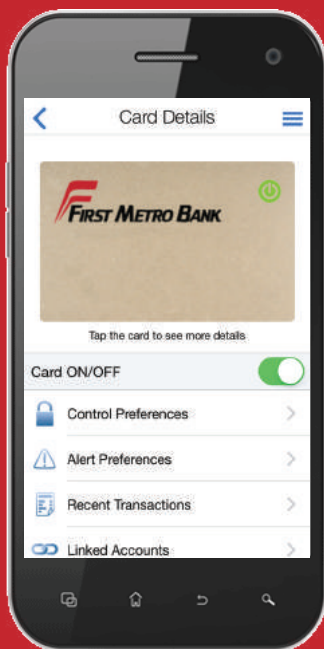 Card Details
FIRST METRO BANK
Tap the card to see more details
Card ON/OFF
Control Preferences
Alert Preferences
Recent Transactions
Linked Accounts